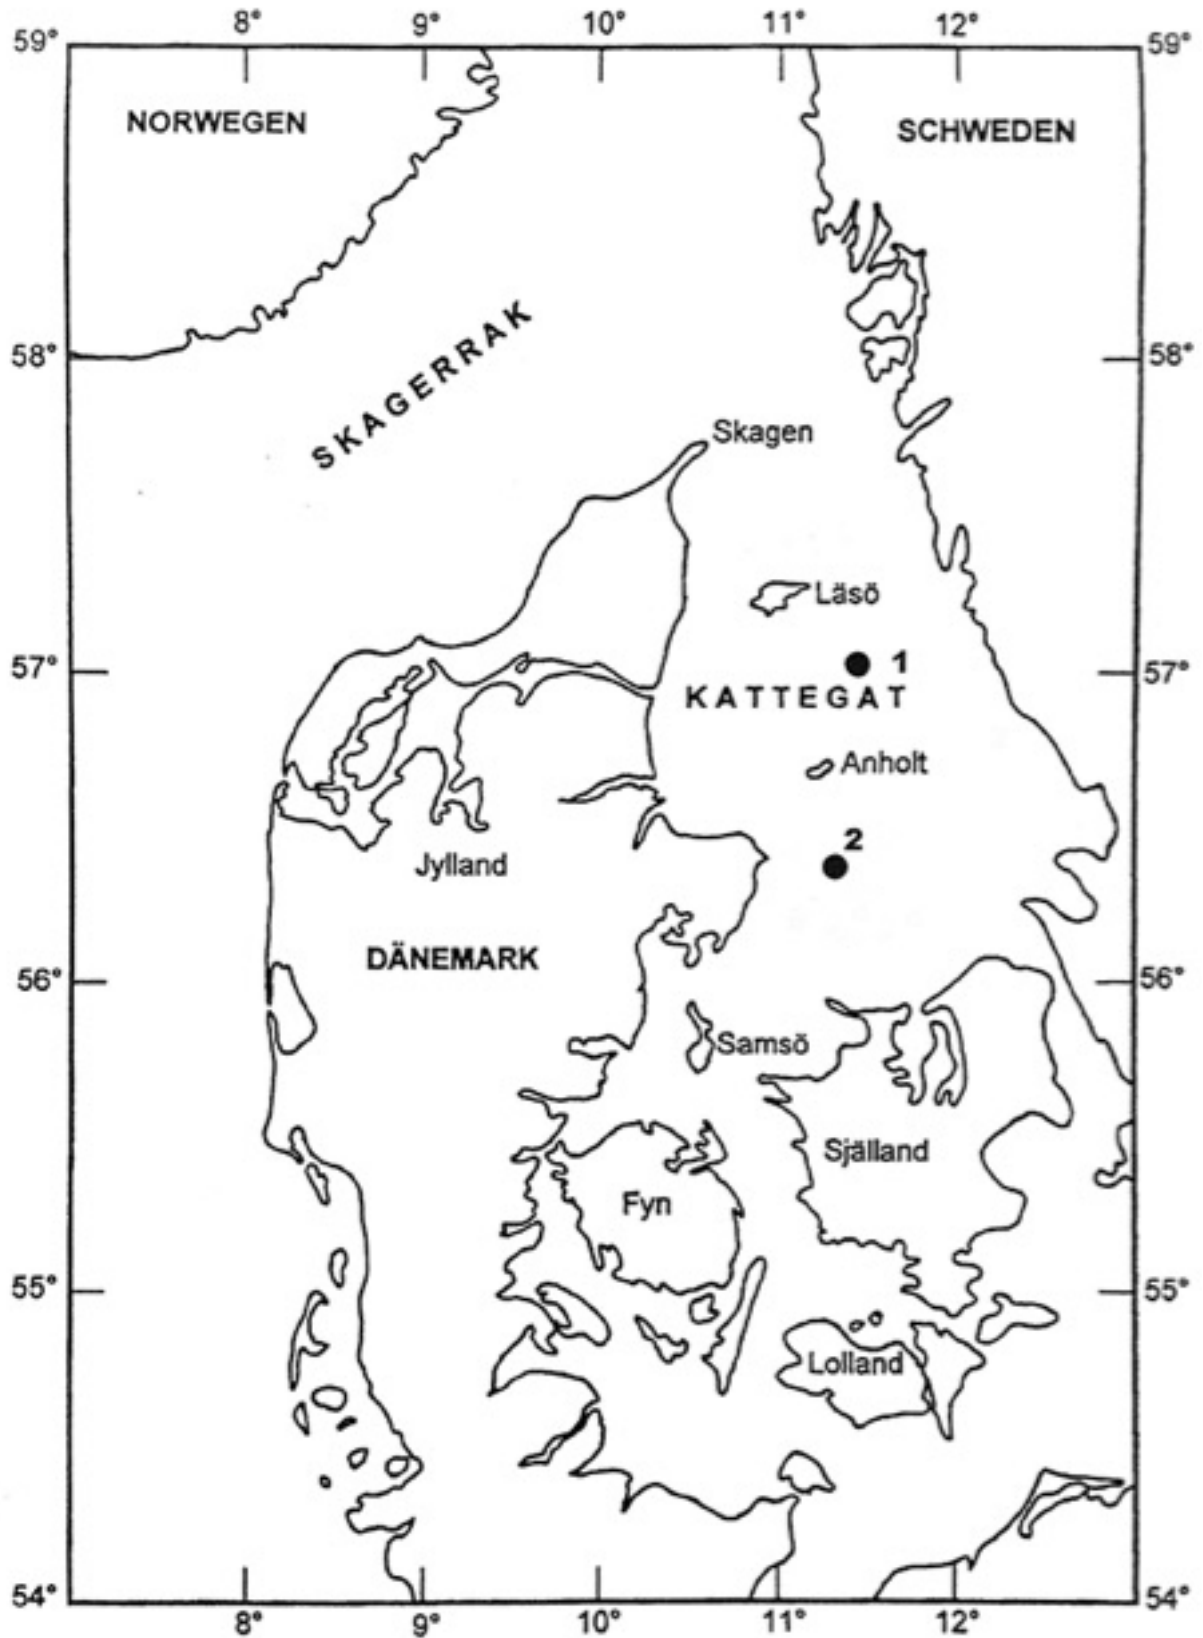 8° 9° 10° 11° 12°
59° 59°
NORWEGEN SCHWEDEN
SKAGERRAK
58° 58°
Skagen
Läsö
57° 1 57°
KATTEGAT
Anholt
2
Jylland
DÄNEMARK
56° 56°
Samsö
Själland
Fyn
55° 55°
Lolland
54° 54°
8° 9° 10° 11° 12°